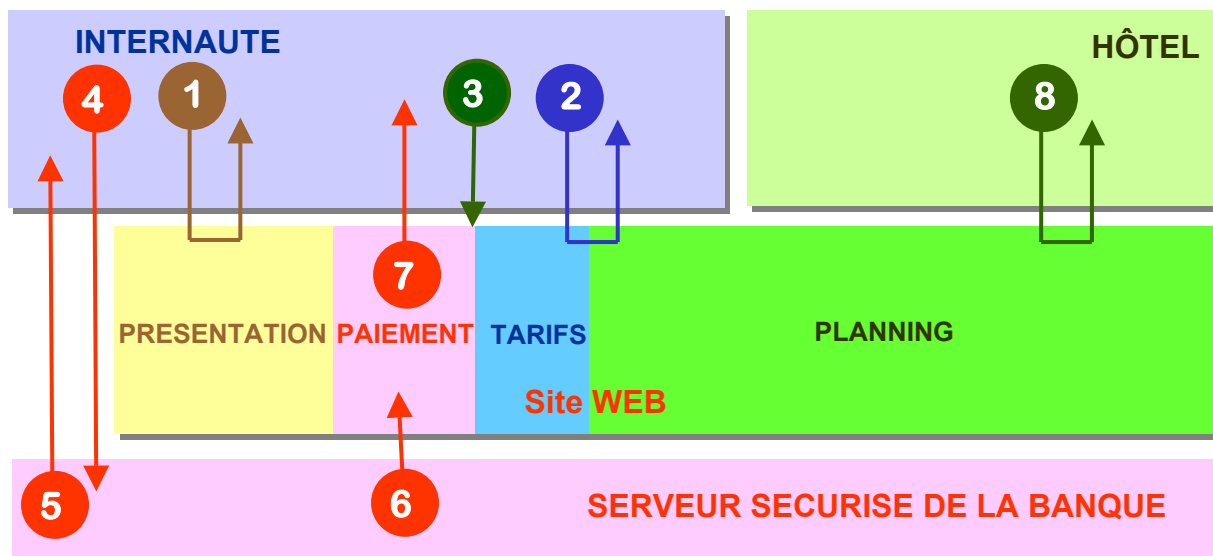 INTERNAUTE
HÔTEL
4
1
3
2
8
7
PRESENTATION
PAIEMENT
TARIFS
PLANNING
Site WEB
5
6
SERVEUR SECURISE DE LA BANQUE